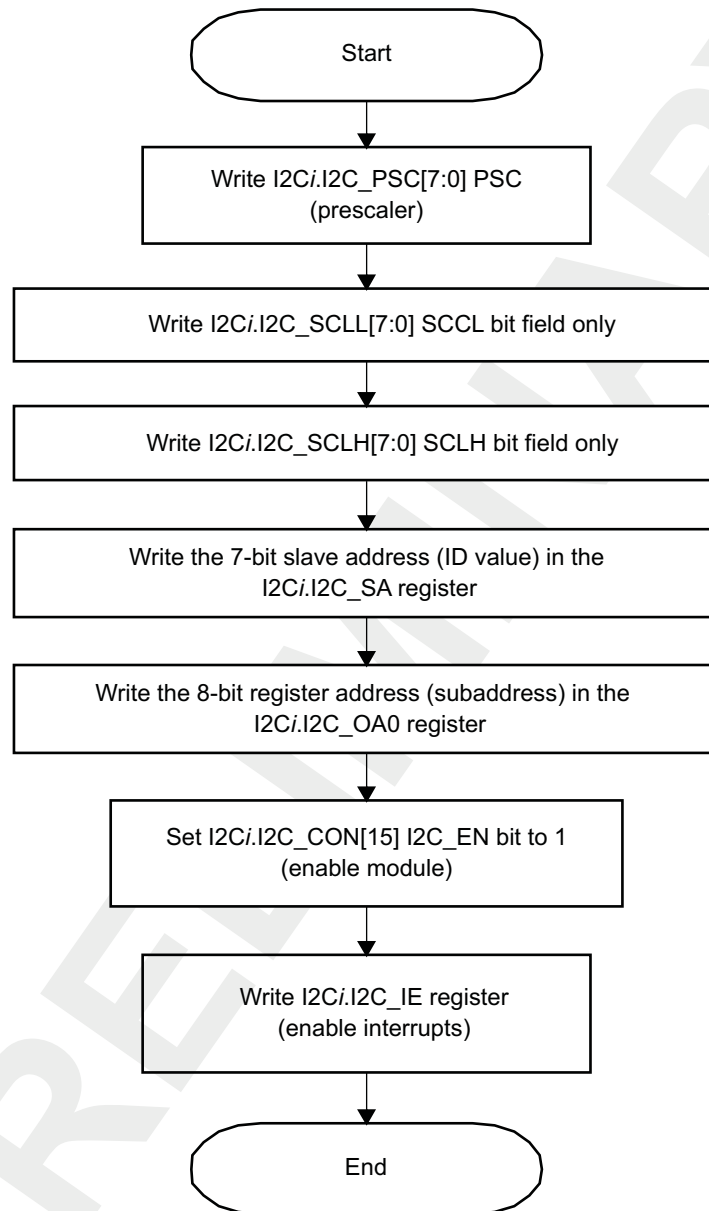 Start
Write I2Ci.I2C_PSC[7:0] PSC
(prescaler)
Write I2Ci.I2C_SCLL[7:0] SCCL bit field only
Write I2Ci.I2C_SCLH[7:0] SCLH bit field only
Write the 7-bit slave address (ID value) in the
I2Ci.I2C_SA register
Write the 8-bit register address (subaddress) in the
I2Ci.I2C_OA0 register
Set I2Ci.I2C_CON[15] I2C_EN bit to 1
(enable module)
Write I2Ci.I2C_IE register
(enable interrupts)
End